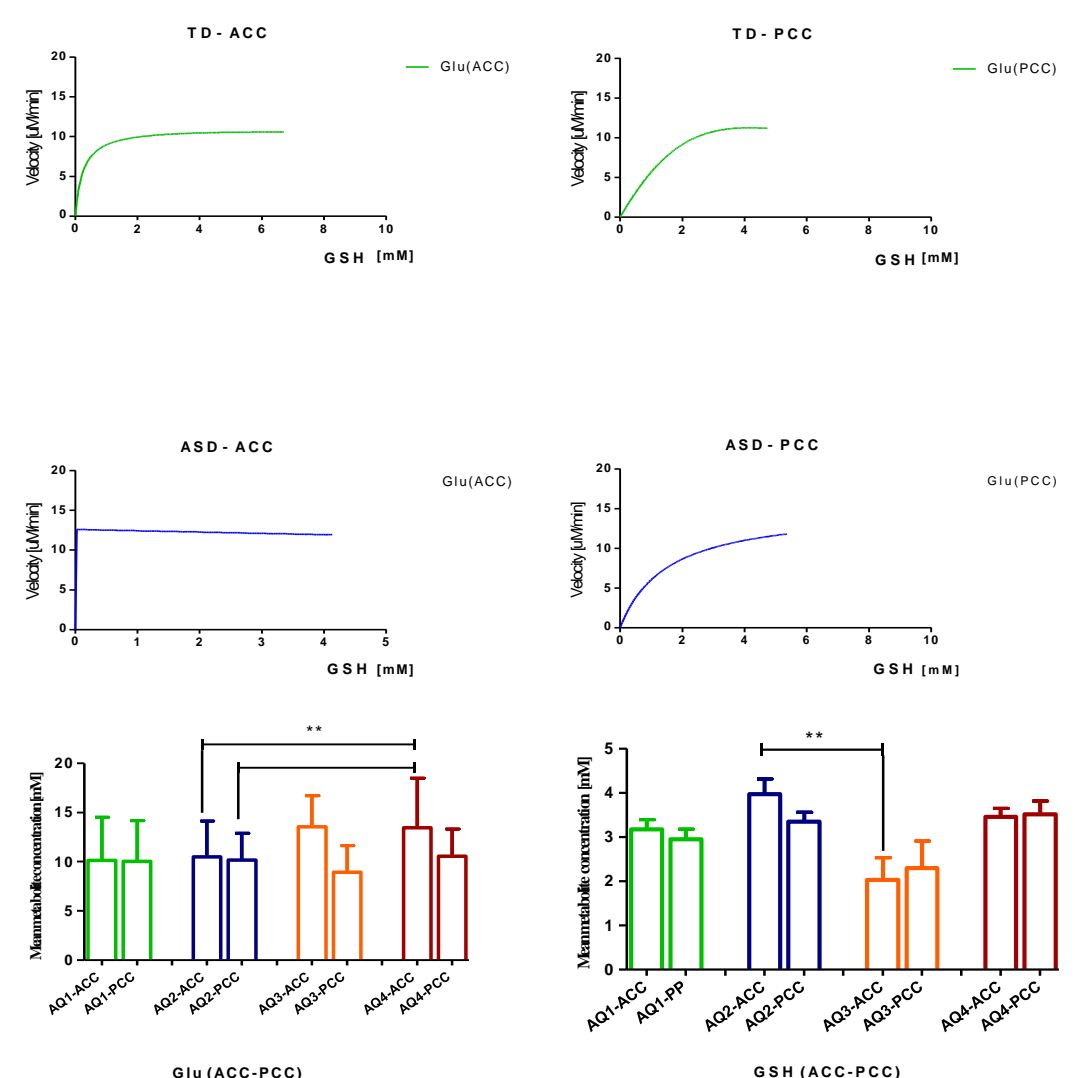 TD- ACC
Glu(ACC)
Velocity [uM/min]
20
15
10
5
0
0 2 4 6 8 10
GSH [mM]
TD- PCC
Glu(PCC)
Velocity [uM/min]
20
15
10
5
0
0 2 4 6 8 10
GSH [mM]
ASD- ACC
Glu(ACC)
Velocity [uM/min]
20
15
10
5
0
0 1 2 3 4 5
GSH [mM]
ASD- PCC
Glu(PCC)
Velocity [uM/min]
20
15
10
5
0
0 2 4 6 8 10
GSH [mM]
**
Mean metabolite concentration [mM]
20
15
10
5
0
AQ1-ACC
AQ1-PCC
AQ2-ACC
AQ2-PCC
AQ3-ACC
AQ3-PCC
AQ4-ACC
AQ4-PCC
Glu (ACC-PCC)
**
Mean metabolite concentration [mM]
5
4
3
2
1
0
AQ1-ACC
AQ1-PP
AQ2-ACC
AQ2-PCC
AQ3-ACC
AQ3-PCC
AQ4-ACC
AQ4-PCC
GSH (ACC-PCC)